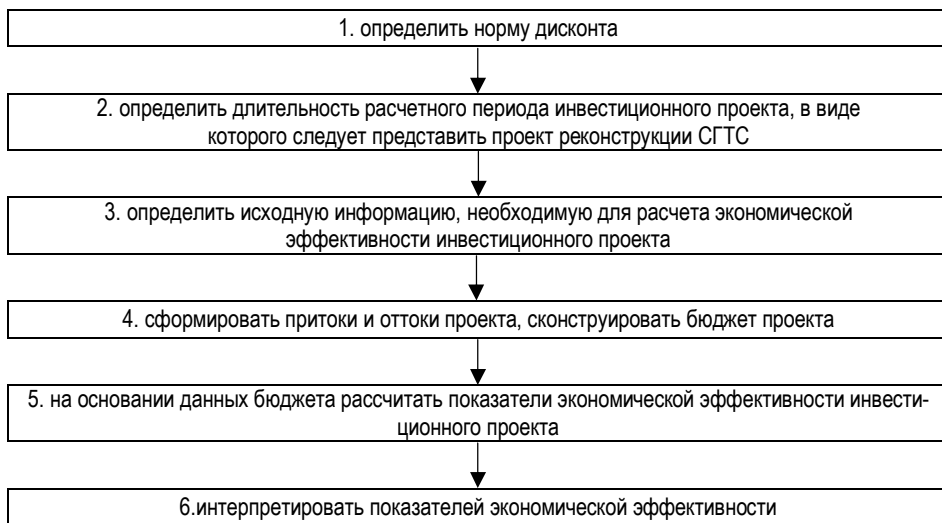 1. определить норму дисконта
2. определить длительность расчетного периода инвестиционного проекта, в виде
которого следует представить проект реконструкции СГТС
3. определить исходную информацию, необходимую для расчета экономической
эффективности инвестиционного проекта
4. сформировать притоки и оттоки проекта, сконструировать бюджет проекта
5. на основании данных бюджета рассчитать показатели экономической эффективности инвести-
ционного проекта
6.интерпретировать показателей экономической эффективности